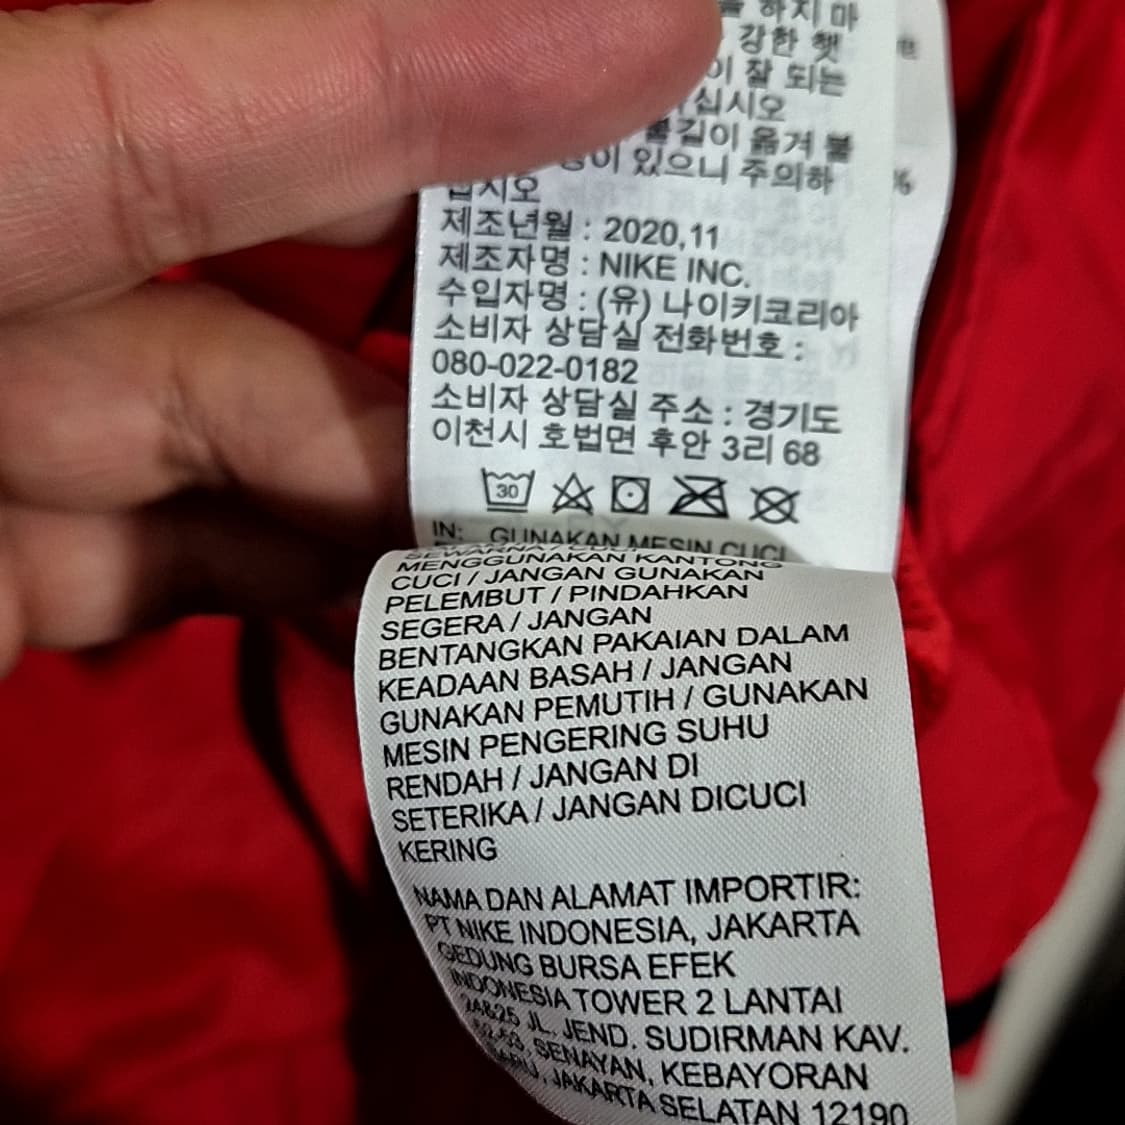 하지 마
강한 햇
이 잘 되는
십시오
불길이 옮겨 붙
이 있으니 주의하
십시오
제조년월 : 2020,11
제조자명 : NIKE INC.
수입자명 : (유) 나이키코리아
소비자 상담실 전화번호 :
080-022-0182
소비자 상담실 주소 : 경기도
이천시 호법면 후안 3리 68
30
IN: GUNAKAN MESIN CUCI
MENGGUNAKAN KANTONG
CUCI / JANGAN GUNAKAN
PELEMBUT / PINDAHKAN
SEGERA / JANGAN
BENTANGKAN PAKAIAN DALAM
KEADAAN BASAH / JANGAN
GUNAKAN PEMUTIH / GUNAKAN
MESIN PENGERING SUHU
RENDAH / JANGAN DI
SETERIKA / JANGAN DICUCI
KERING
NAMA DAN ALAMAT IMPORTIR:
PT NIKE INDONESIA, JAKARTA
GEDUNG BURSA EFEK
INDONESIA TOWER 2 LANTAI
24&25 JL. JEND. SUDIRMAN KAV.
52-53, SENAYAN, KEBAYORAN
BARU, JAKARTA SELATAN 12190